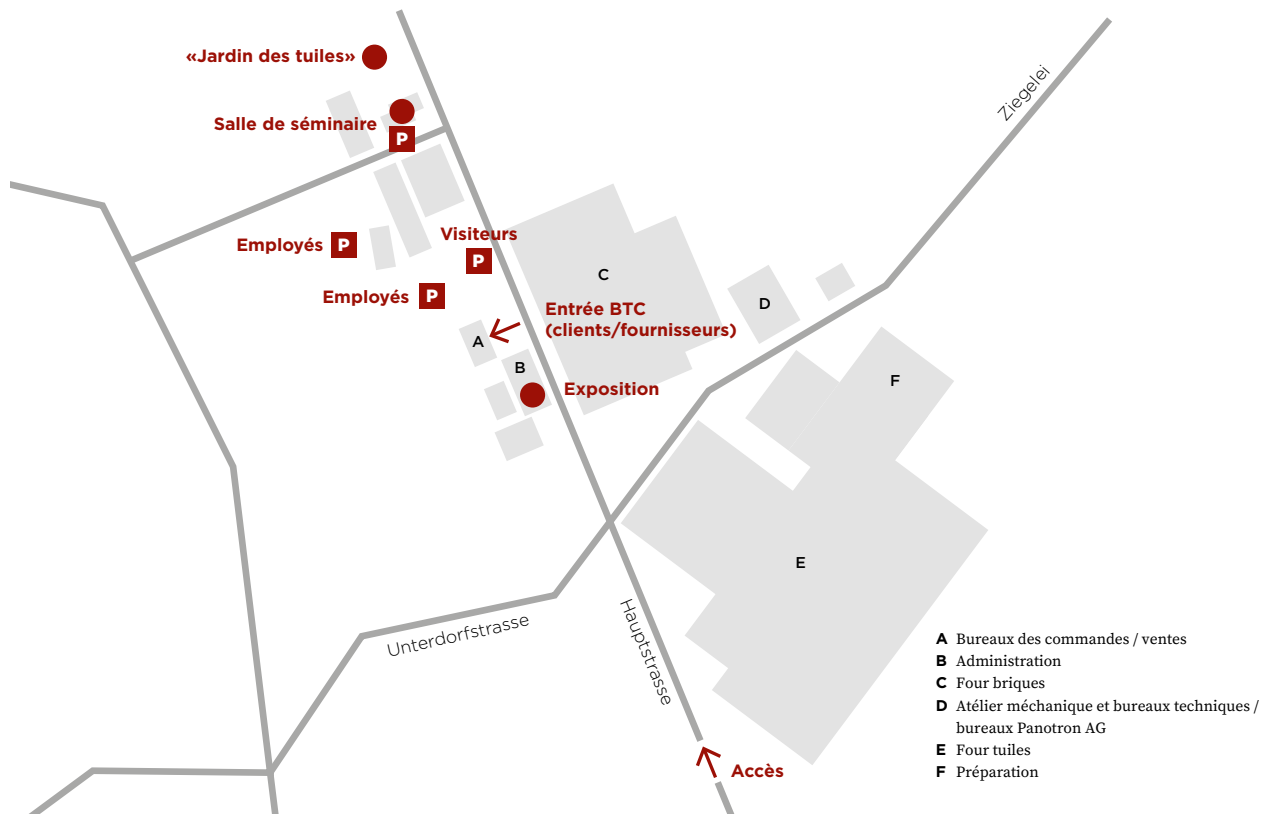 «Jardin des tuiles»
Ziegelei
Salle de séminaire
P
Visiteurs
Employés P
P
C
Employés P
D
Entrée BTC
(clients/fournisseurs)
A
B
F
Exposition
E
Unterdorfstrasse
Hauptstrasse
Accès
A Bureaux des commandes / ventes
B Administration
C Four briques
D Atélier méchanique et bureaux techniques /
bureaux Panotron AG
E Four tuiles
F Préparation